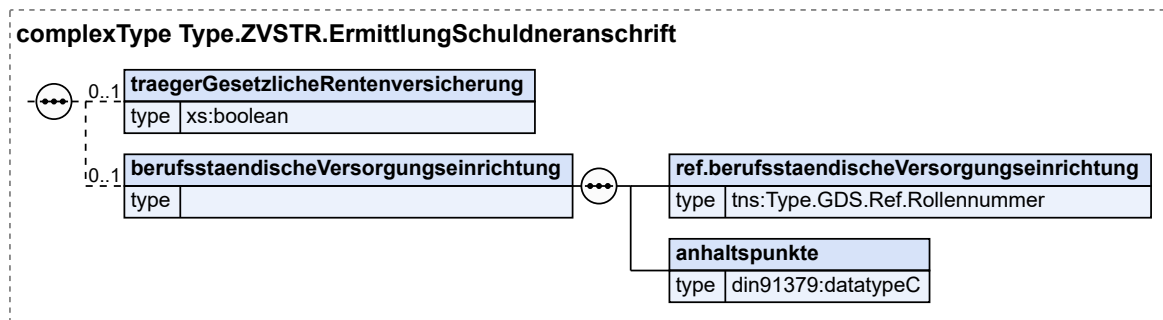 complexType Type.ZVSTR.ErmittlungSchuldneranschrift
0..1
traegerGesetzlicheRentenversicherung
type xs:boolean
0..1
berufsstaendischeVersorgungseinrichtung
type
ref.berufsstaendischeVersorgungseinrichtung
type tns:Type.GDS.Ref.Rollennummer
anhaltspunkte
type din91379:datatypeC